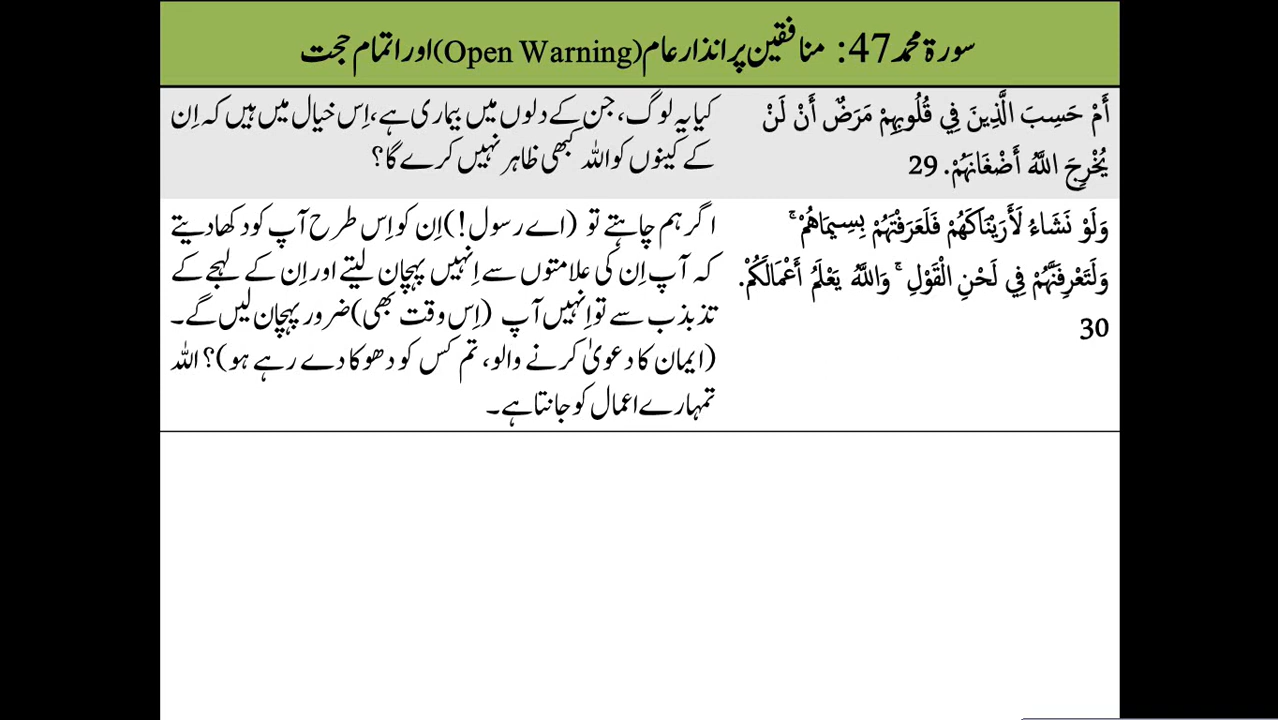 سورۃ محمد 47: منافقین پر انذار عام (Open Warning) اور اتمام حجت
أَمْ حَسِبَ الَّذِينَ فِي قُلُوبِهِمْ مَرَضٌ أَنْ لَنْ
يُخْرِجَ اللَّهُ أَضْغَانَهُمْ. 29
کیا یہ لوگ، جن کے دلوں میں بیماری ہے، اِس خیال میں ہیں کہ اِن
کے کینوں کو اللہ کبھی ظاہر نہیں کرے گا؟
وَلَوْ نَشَاءُ لَأَرَيْنَاكَهُمْ فَلَعَرَفْتَهُمْ بِسِيمَاهُمْ ۚ
وَلَتَعْرِفَنَّهُمْ فِي لَحْنِ الْقَوْلِ ۚ وَاللَّهُ يَعْلَمُ أَعْمَالَكُمْ.
30
اگر ہم چاہتے تو (اے رسول!) اِن کو اِس طرح آپ کو دکھا دیتے
کہ آپ اِن کی علامتوں سے اِنہیں پہچان لیتے اور اِن کے لہجے کے
تذبذب سے تو اِنہیں آپ (اِس وقت بھی) ضرور پہچان لیں گے۔
(ایمان کا دعویٰ کرنے والو، تم کس کو دھوکا دے رہے ہو)؟ اللہ
تمہارے اعمال کو جانتا ہے۔